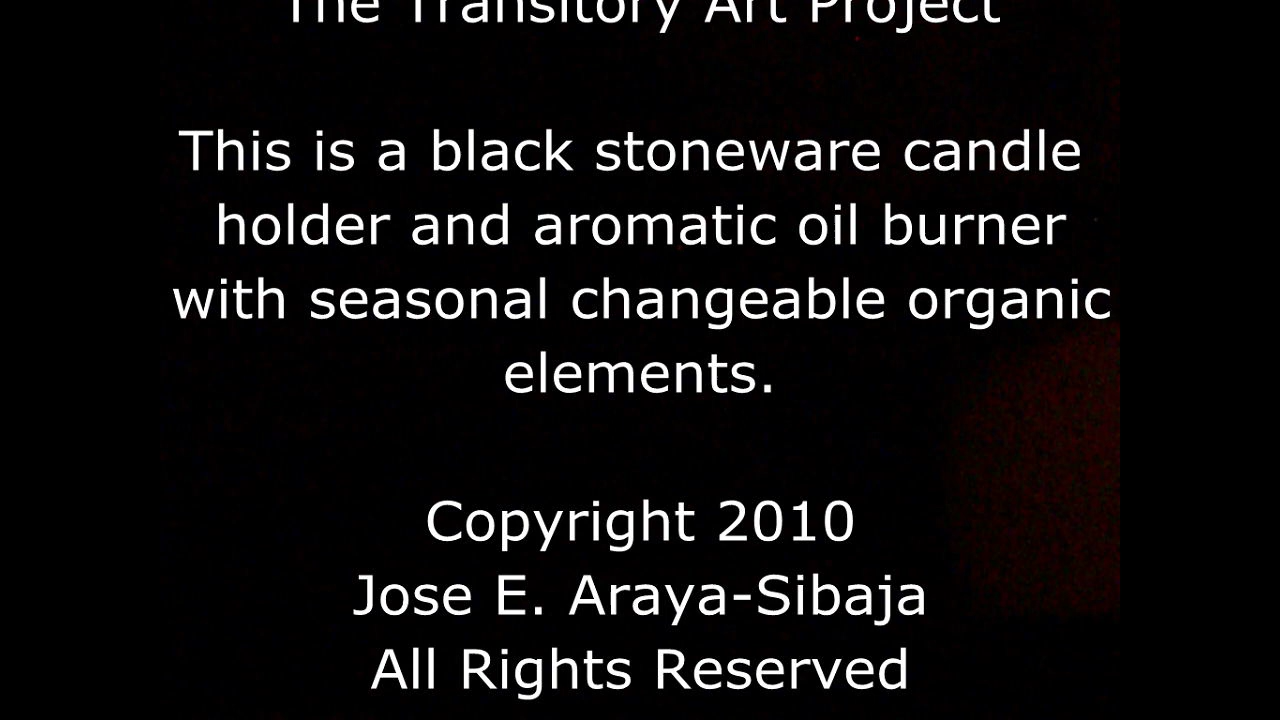 The Transitory Art Project
This is a black stoneware candle
holder and aromatic oil burner
with seasonal changeable organic
elements.
Copyright 2010
Jose E. Araya-Sibaja
All Rights Reserved